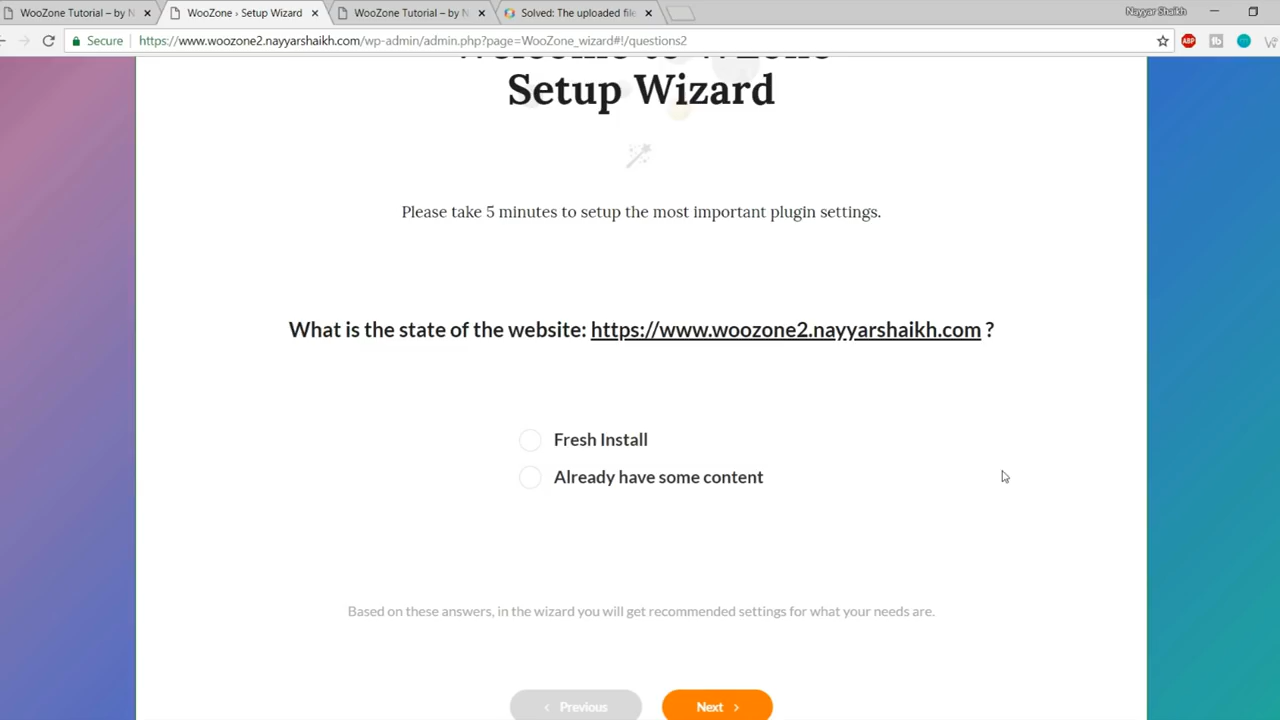 WooZone Tutorial – by N
WooZone › Setup Wizard
WooZone Tutorial – by N
Solved: The uploaded file
Nayyar Shaikh
Secure
https://www.woozone2.nayyarshaikh.com/wp-admin/admin.php?page=WooZone_wizard#!/questions2
ABP
Setup Wizard
Please take 5 minutes to setup the most important plugin settings.
What is the state of the website: https://www.woozone2.nayyarshaikh.com ?
Fresh Install
Already have some content
Based on these answers, in the wizard you will get recommended settings for what your needs are.
‹ Previous
Next ›